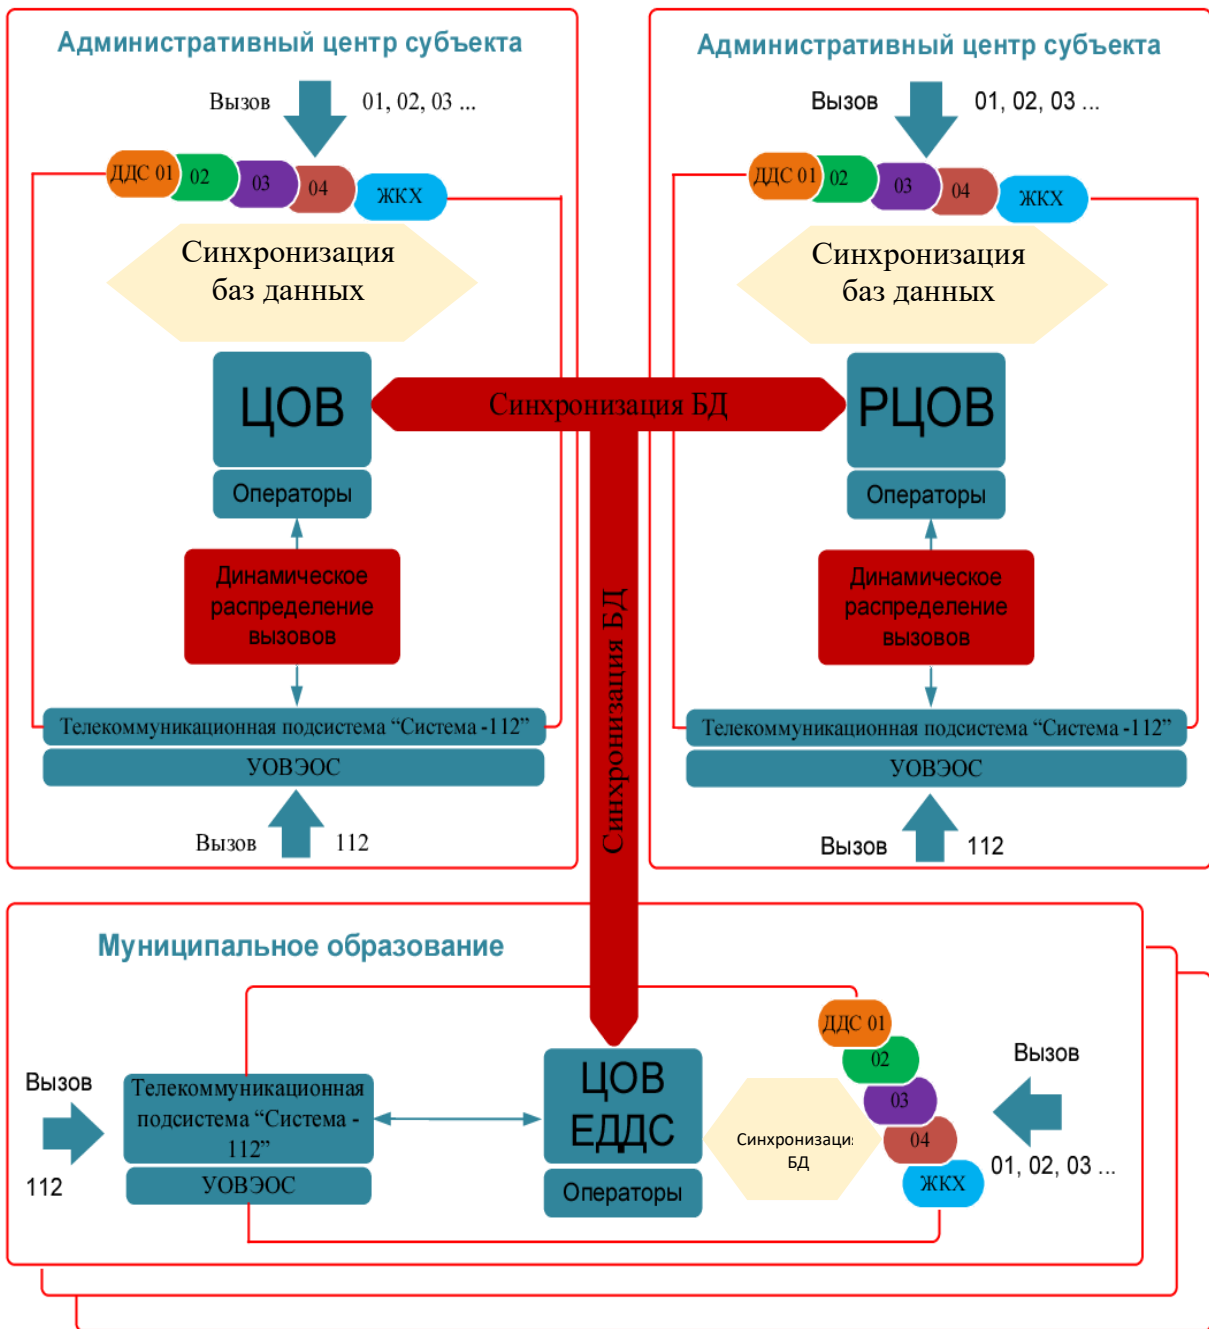 Административный центр субъекта
Вызов 01, 02, 03 ...
ДДС 01 02 03 04 ЖКХ
Синхронизация
баз данных
ЦОВ
Операторы
Динамическое
распределение
вызовов
Телекоммуникационная подсистема “Система -112”
УОВЭОС
Вызов 112
Административный центр субъекта
Вызов 01, 02, 03 ...
ДДС 01 02 03 04 ЖКХ
Синхронизация
баз данных
РЦОВ
Операторы
Динамическое
распределение
вызовов
Телекоммуникационная подсистема “Система -112”
УОВЭОС
Вызов 112
Синхронизация БД
Синхронизация БД
Муниципальное образование
Вызов
112
Телекоммуникационная
подсистема “Система -
112”
УОВЭОС
ЦОВ
ЕДДС
Операторы
Синхронизаци
БД
ДДС 01
02
03
04
ЖКХ
Вызов
01, 02, 03 ...